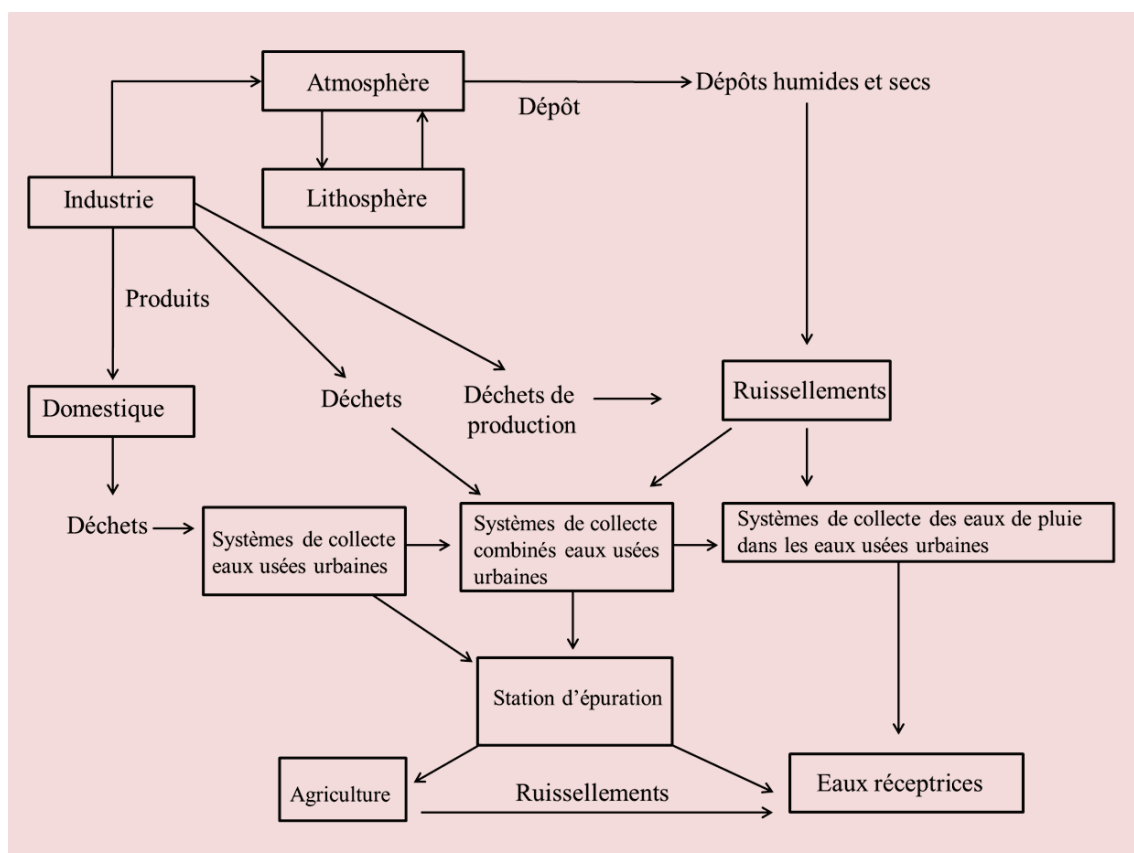 Atmosphère
Dépôt
Dépôts humides et secs
Industrie
Lithosphère
Produits
Domestique
Déchets
Déchets de
production
Ruissellements
Déchets
Systèmes de collecte
eaux usées urbaines
Systèmes de collecte
combinés eaux usées
urbaines
Systèmes de collecte des eaux de pluie
dans les eaux usées urbaines
Station d’épuration
Agriculture
Ruissellements
Eaux réceptrices